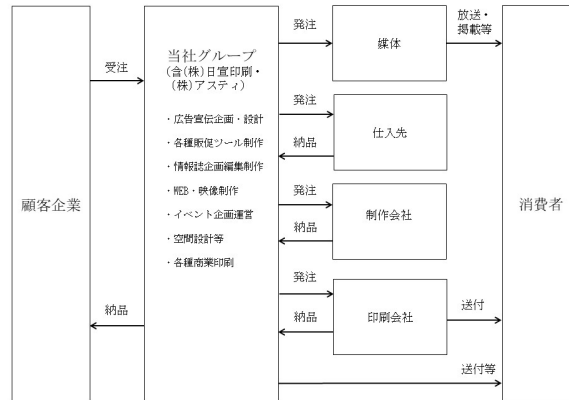 顧客企業
受注
納品
当社グループ
(含(株)日宣印刷・
(株)アスティ)
・広告宣伝企画・設計
・各種販促ツール制作
・情報誌企画編集制作
・WEB・映像制作
・イベント企画運営
・空間設計等
・各種商業印刷
発注
媒体
放送・
掲載等
発注
納品
仕入先
発注
納品
制作会社
発注
納品
印刷会社
送付
送付等
消費者